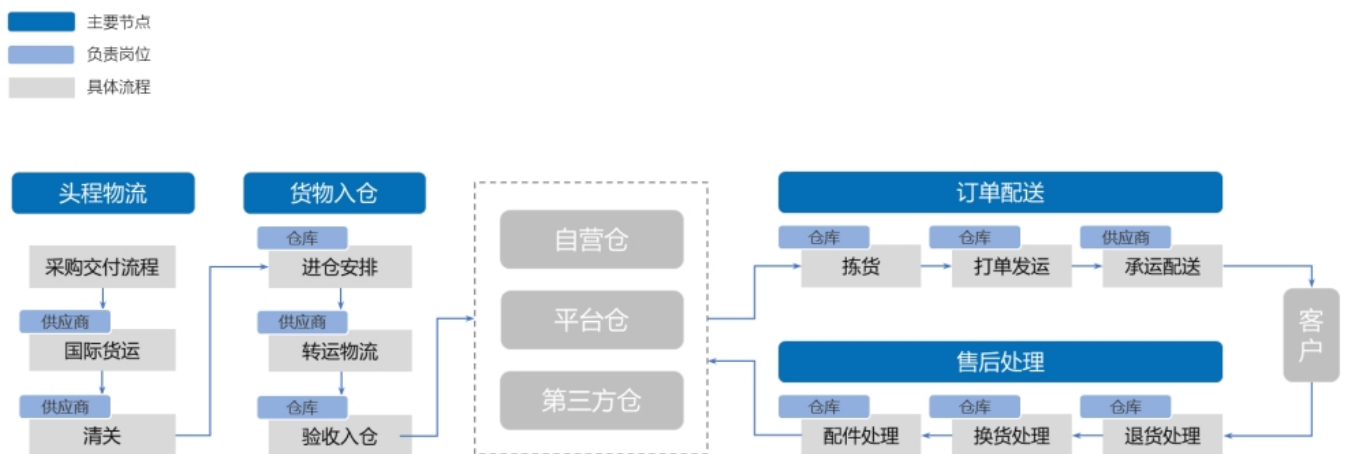 主要节点
负责岗位
具体流程
头程物流
采购交付流程
供应商
国际货运
供应商
清关
货物入仓
仓库
进仓安排
供应商
转运物流
仓库
验收入仓
自营仓
平台仓
第三方仓
订单配送
仓库
拣货
仓库
打单发运
供应商
承运配送
客户
售后处理
仓库
配件处理
仓库
换货处理
仓库
退货处理